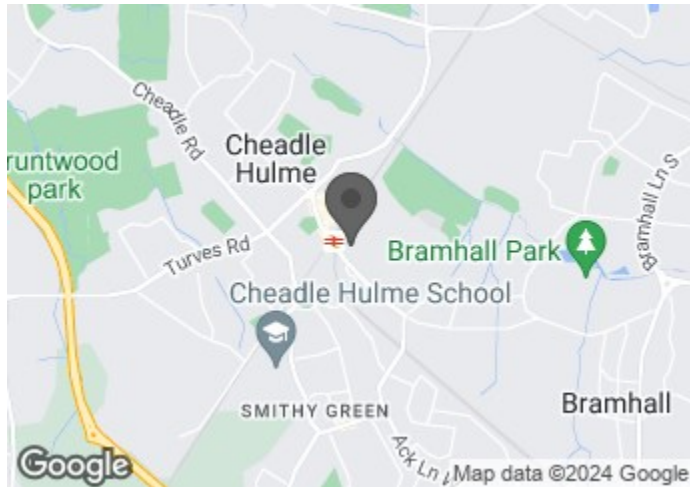 Cheadle Rd
Cheadle
Hulme
runtwood
park
Turves Rd
Bramhall Ln S
Bramhall Park
Cheadle Hulme School
SMITHY GREEN
Bramhall
Ack Ln
Google
Map data ©2024 Google